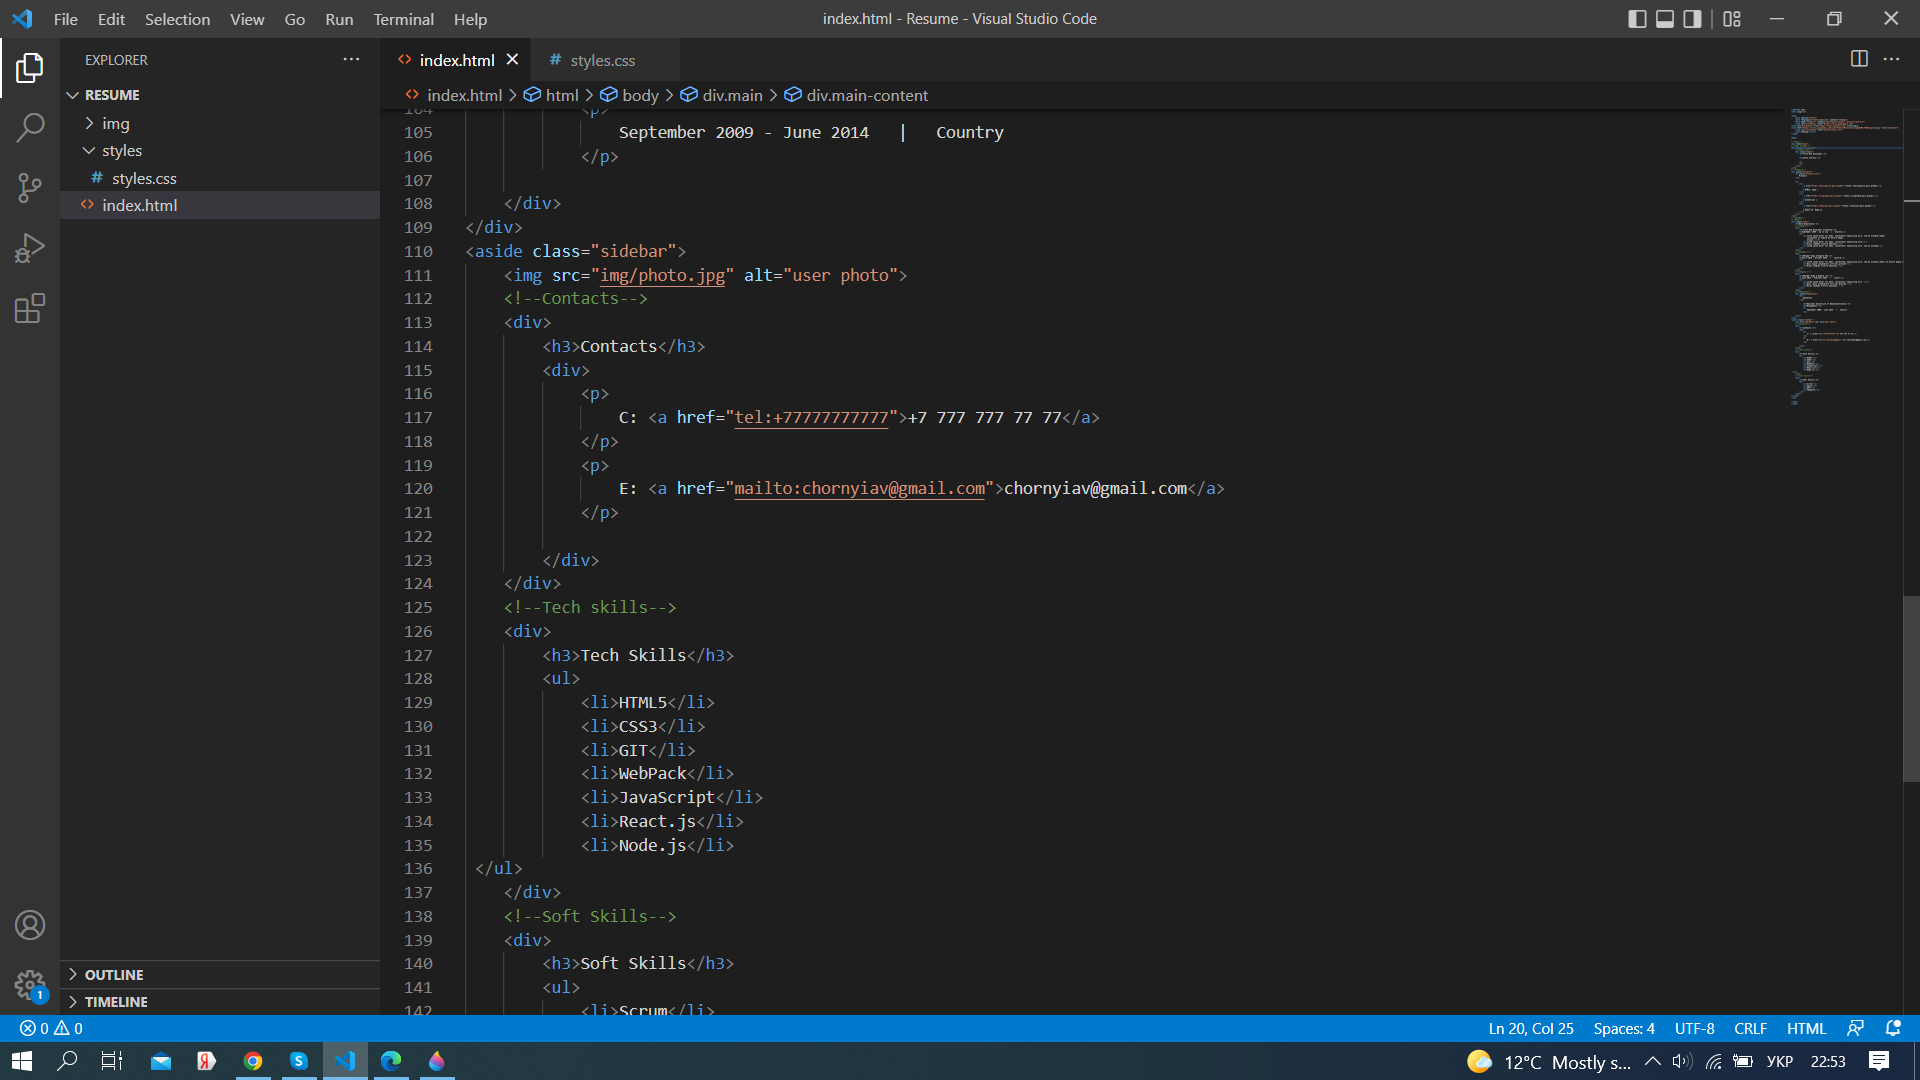 File Edit Selection View Go Run Terminal Help
index.html - Resume - Visual Studio Code
EXPLORER
RESUME
img
styles
# styles.css
<> index.html
<> index.html
# styles.css
<> index.html > html > body > div.main > div.main-content
104 <p>
105 September 2009 - June 2014 | Country
106 </p>
107
108 </div>
109 </div>
110 <aside class="sidebar">
111 <img src="img/photo.jpg" alt="user photo">
112 <!--Contacts-->
113 <div>
114 <h3>Contacts</h3>
115 <div>
116 <p>
117 C: <a href="tel:+77777777777">+7 777 777 77 77</a>
118 </p>
119 <p>
120 E: <a href="mailto:chornyiav@gmail.com">chornyiav@gmail.com</a>
121 </p>
122
123 </div>
124 </div>
125 <!--Tech skills-->
126 <div>
127 <h3>Tech Skills</h3>
128 <ul>
129 <li>HTML5</li>
130 <li>CSS3</li>
131 <li>GIT</li>
132 <li>WebPack</li>
133 <li>JavaScript</li>
134 <li>React.js</li>
135 <li>Node.js</li>
136 </ul>
137 </div>
138 <!--Soft Skills-->
139 <div>
140 <h3>Soft Skills</h3>
141 <ul>
142 <li>Scrum</li>
OUTLINE
TIMELINE
1
0 0
Ln 20, Col 25 Spaces: 4 UTF-8 CRLF HTML
12°C Mostly s... УКР 22:53